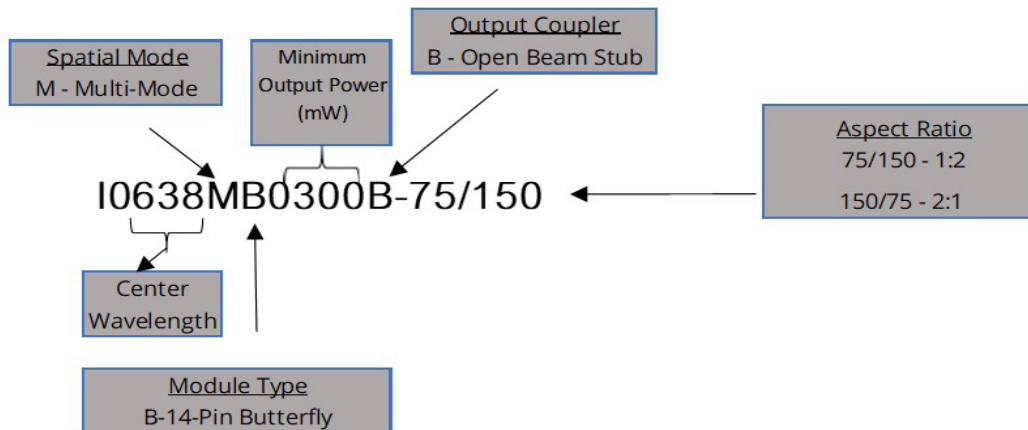 Output Coupler
B - Open Beam Stub
Spatial Mode
M - Multi-Mode
Minimum
Output Power
(mW)
Aspect Ratio
75/150 - 1:2
150/75 - 2:1
I0638MB0300B-75/150
Center
Wavelength
Module Type
B-14-Pin Butterfly